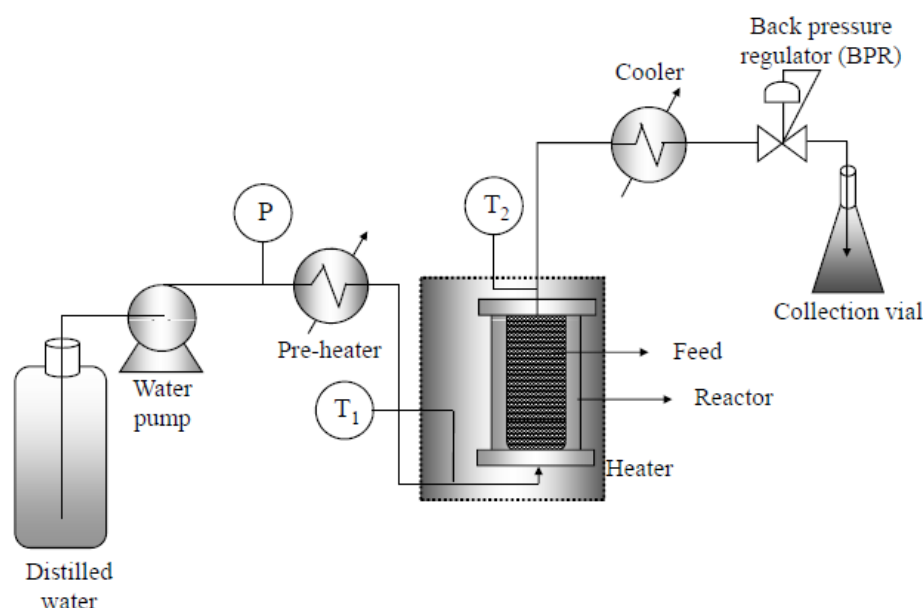 Back pressure
regulator (BPR)
Cooler
T2
P
Collection vial
Pre-heater
Feed
Water
pump
T1
Reactor
Heater
Distilled
water